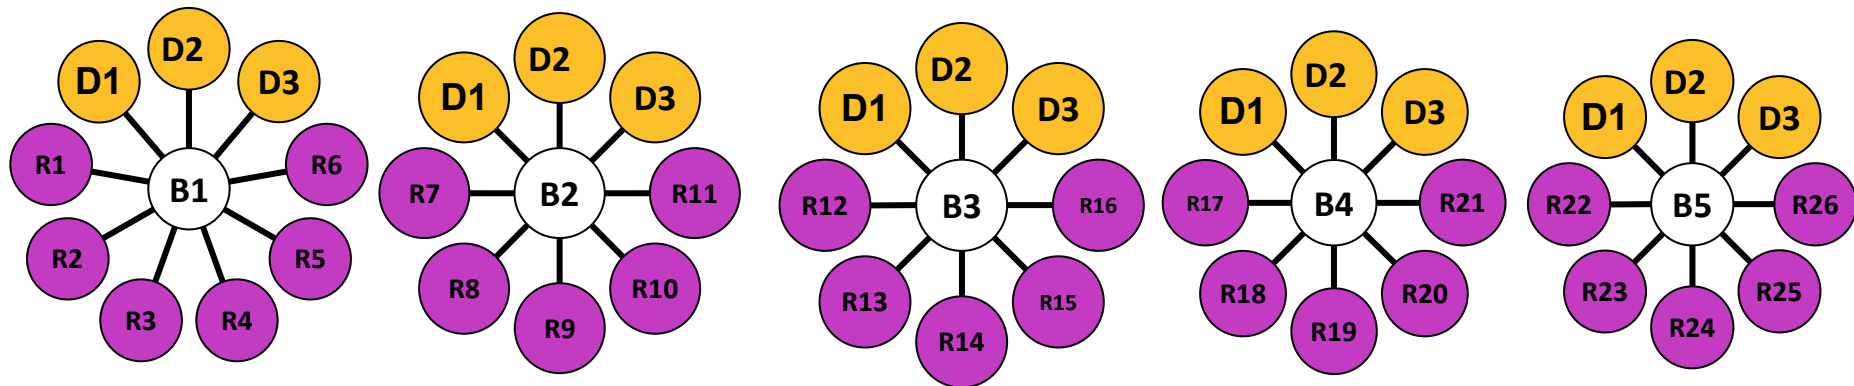 D1
D2
D3
R1
B1
R6
R2
R5
R3
R4
D1
D2
D3
R7
B2
R11
R8
R10
R9
D1
D2
D3
R12
B3
R16
R13
R15
R14
D1
D2
D3
R17
B4
R21
R18
R20
R19
D1
D2
D3
R22
B5
R26
R23
R25
R24